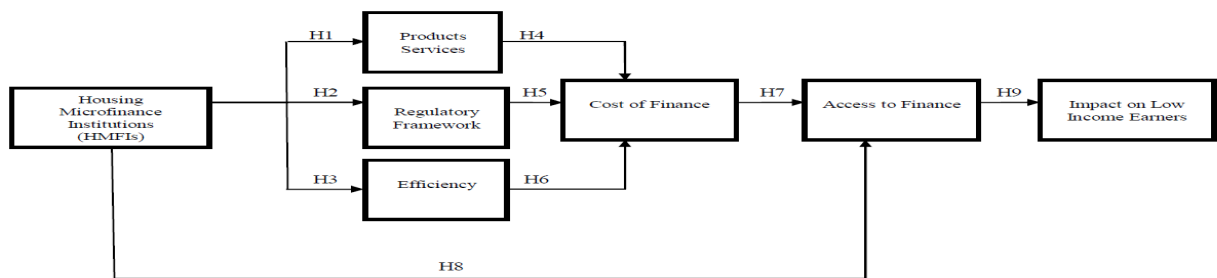 H1
Products
Services
H4
Housing
Microfinance
Institutions
(HMFIs)
H2
Regulatory
Framework
H5
Cost of Finance
H7
Access to Finance
H9
Impact on Low
Income Earners
H3
Efficiency
H6
H8